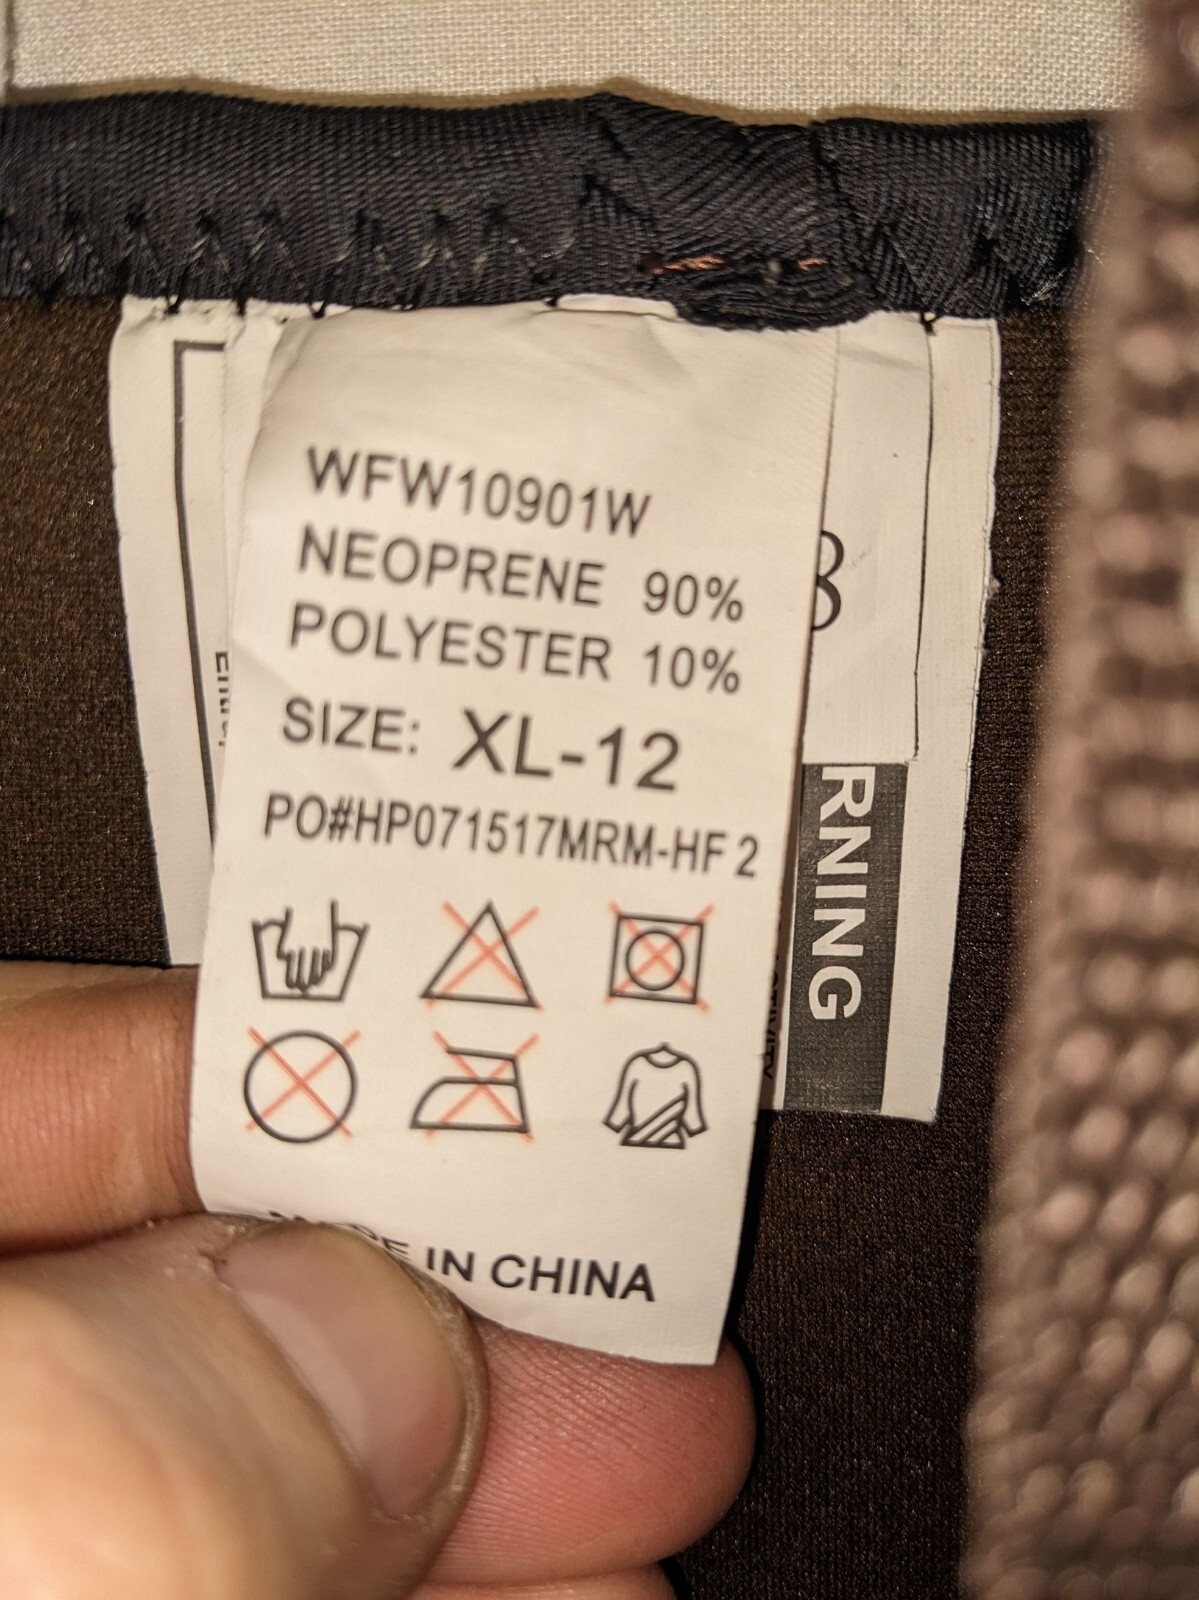 WFW10901W
NEOPRENE 90%
POLYESTER 10%
SIZE: XL-12
PO#HP071517MRM-HF 2
IN CHINA
RNING